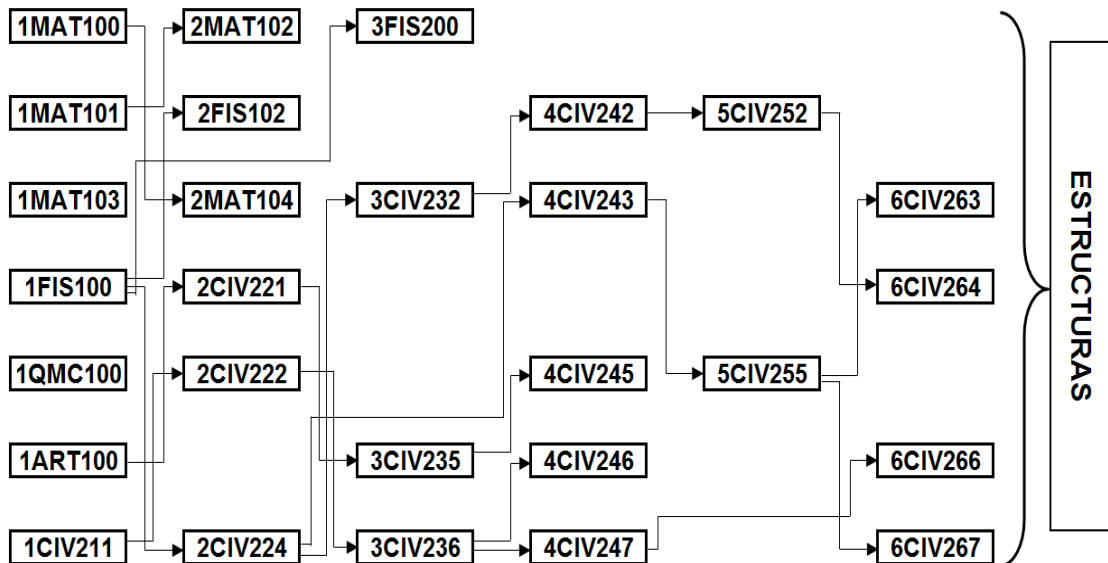 1MAT100 2MAT102 3FIS200
1MAT101 2FIS102 4CIV242 5CIV252
1MAT103 2MAT104 3CIV232 4CIV243 6CIV263
1FIS100 2CIV221 6CIV264
1QMC100 2CIV222 4CIV245 5CIV255
1ART100 3CIV235 4CIV246 6CIV266
1CIV211 2CIV224 3CIV236 4CIV247 6CIV267
ESTRUCTURAS